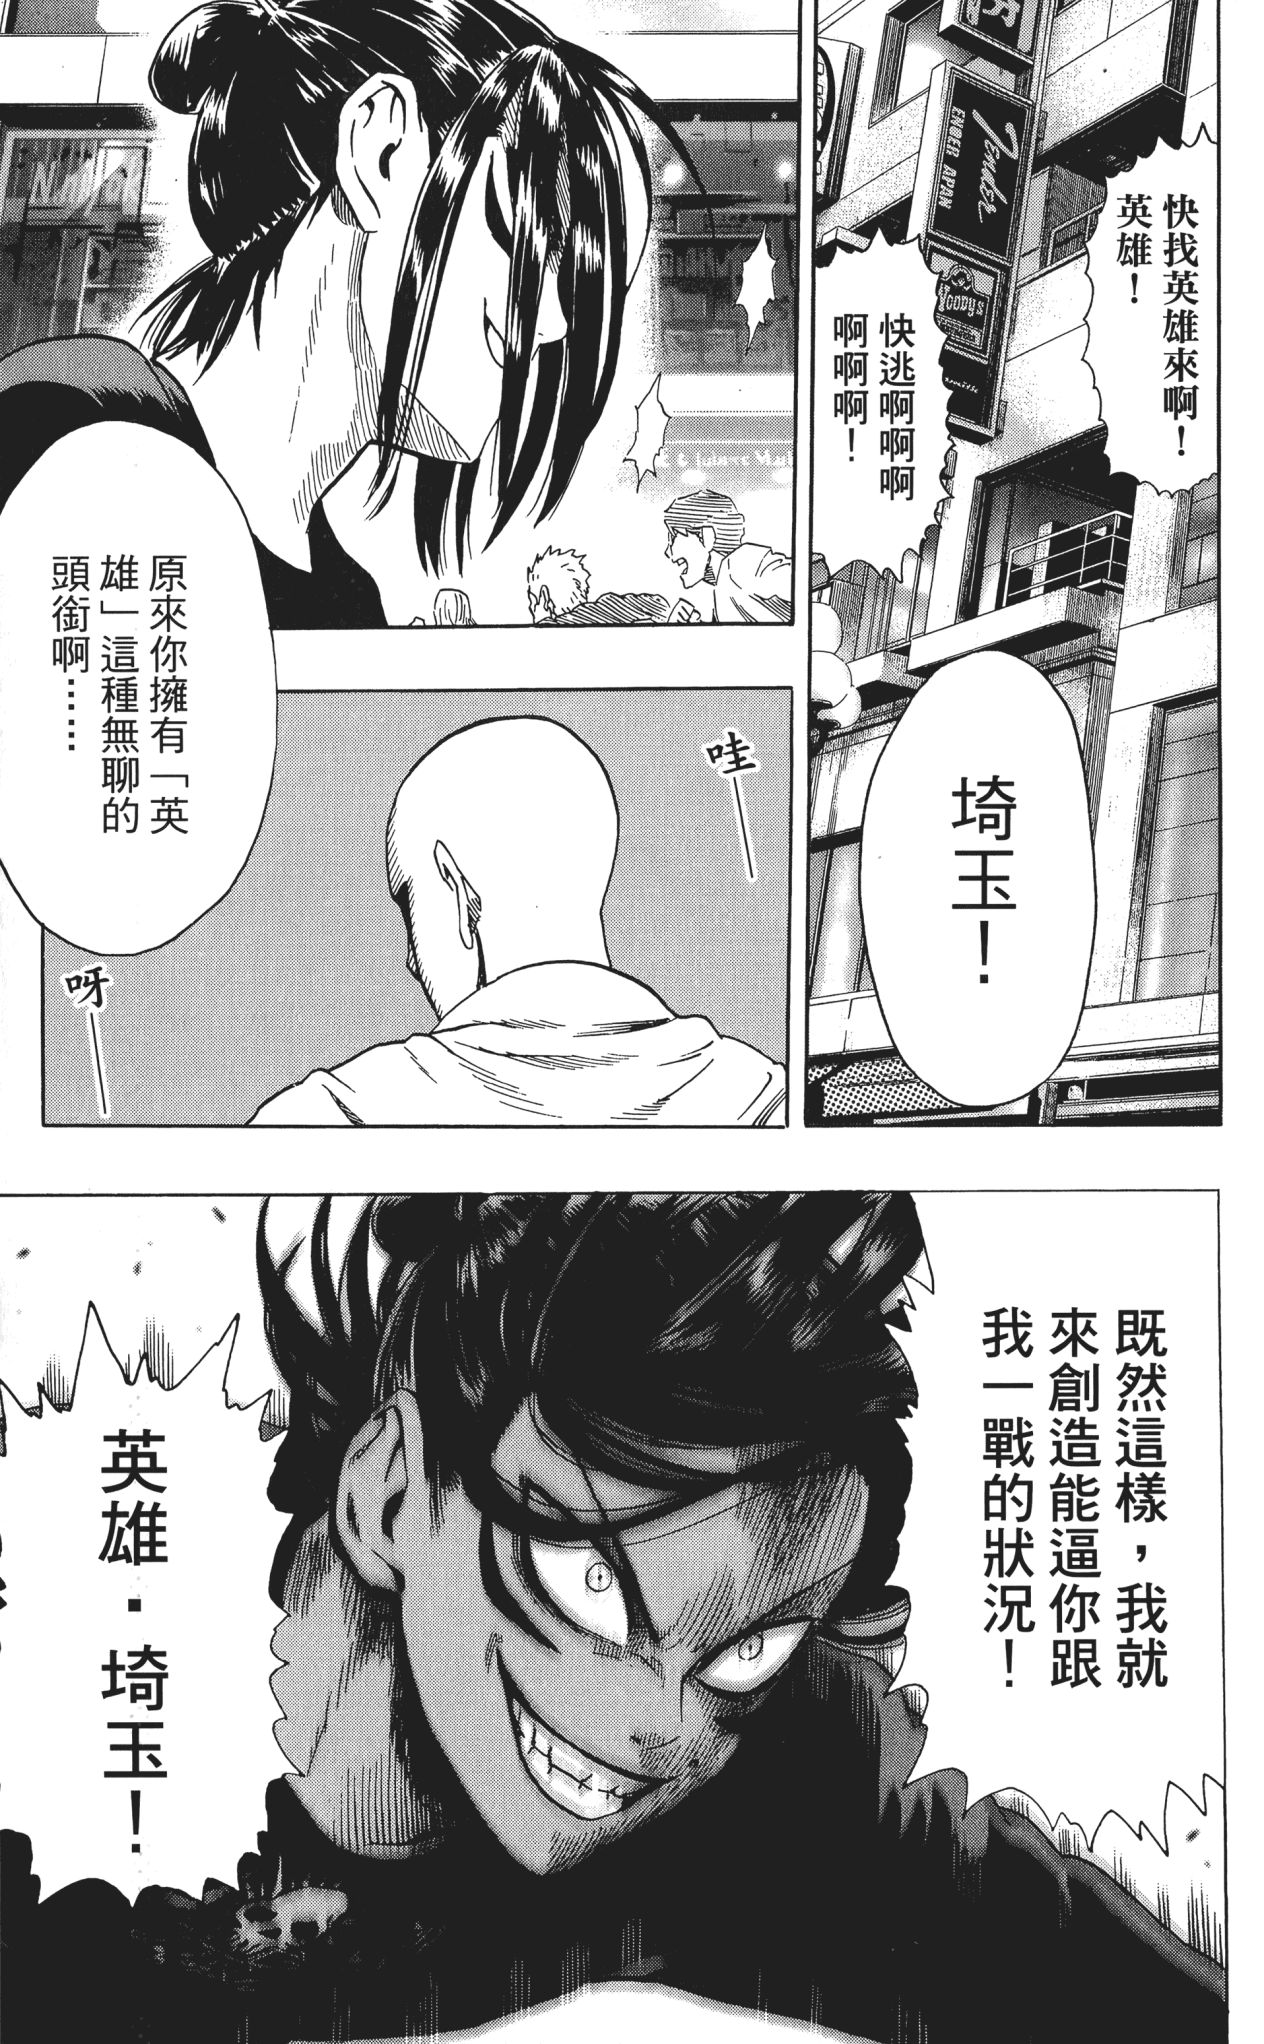 快找英雄來啊！
英雄！
快逃啊啊啊
啊啊啊！
Fender
ENDER APAN
埼玉！
原來你擁有「英
雄」這種無聊的
頭銜啊……
哇—
呀—
既然這樣，我就
來創造能逼你跟
我一戰的狀況！
英雄．埼玉！